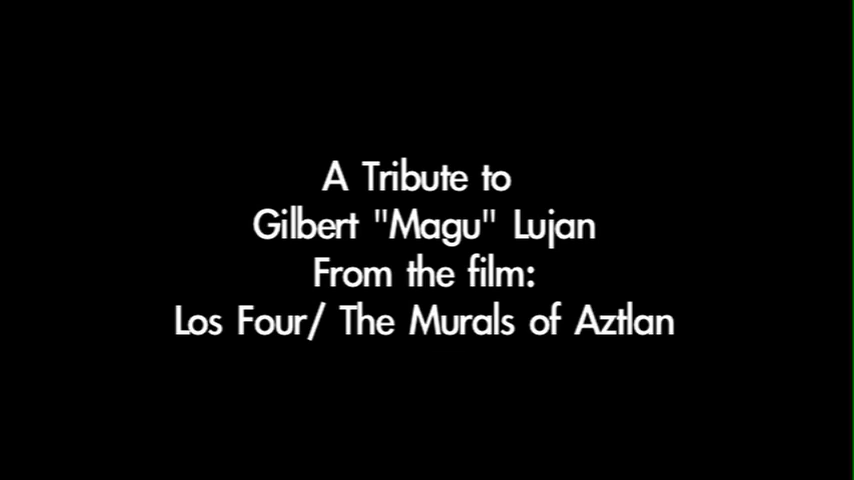 A Tribute to
Gilbert "Magu" Lujan
From the film:
Los Four/ The Murals of Aztlan